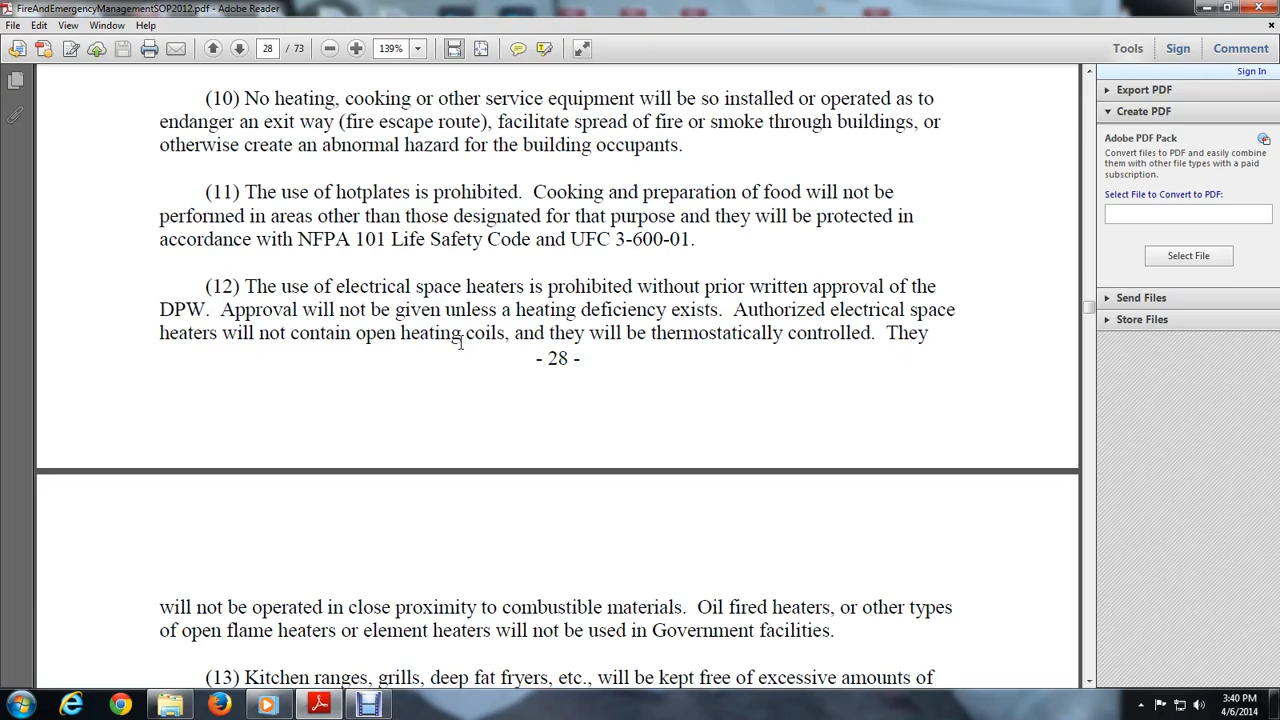 FireAndEmergencyManagementSOP2012.pdf - Adobe Reader
File Edit View Window Help
28 / 73 139% Tools Sign Comment
Sign In
Export PDF
Create PDF
Adobe PDF Pack
Convert files to PDF and easily combine
them with other file types with a paid
subscription.
Select File to Convert to PDF:
Select File
Send Files
Store Files
(10) No heating, cooking or other service equipment will be so installed or operated as to
endanger an exit way (fire escape route), facilitate spread of fire or smoke through buildings, or
otherwise create an abnormal hazard for the building occupants.
(11) The use of hotplates is prohibited. Cooking and preparation of food will not be
performed in areas other than those designated for that purpose and they will be protected in
accordance with NFPA 101 Life Safety Code and UFC 3-600-01.
(12) The use of electrical space heaters is prohibited without prior written approval of the
DPW. Approval will not be given unless a heating deficiency exists. Authorized electrical space
heaters will not contain open heating coils, and they will be thermostatically controlled. They
- 28 -
will not be operated in close proximity to combustible materials. Oil fired heaters, or other types
of open flame heaters or element heaters will not be used in Government facilities.
(13) Kitchen ranges, grills, deep fat fryers, etc., will be kept free of excessive amounts of
3:40 PM
4/6/2014